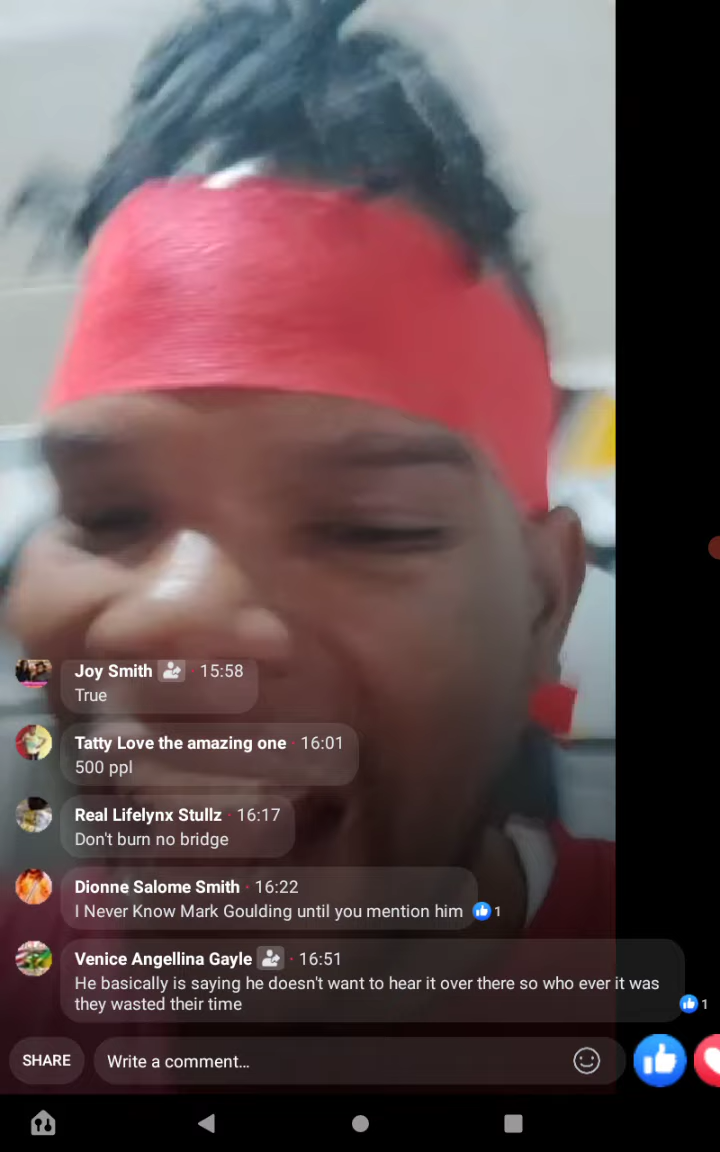 Joy Smith · 15:58
True
Tatty Love the amazing one · 16:01
500 ppl
Real Lifelynx Stullz · 16:17
Don't burn no bridge
Dionne Salome Smith · 16:22
I Never Know Mark Goulding until you mention him 1
Venice Angellina Gayle · 16:51
He basically is saying he doesn't want to hear it over there so who ever it was
they wasted their time 1
SHARE Write a comment...